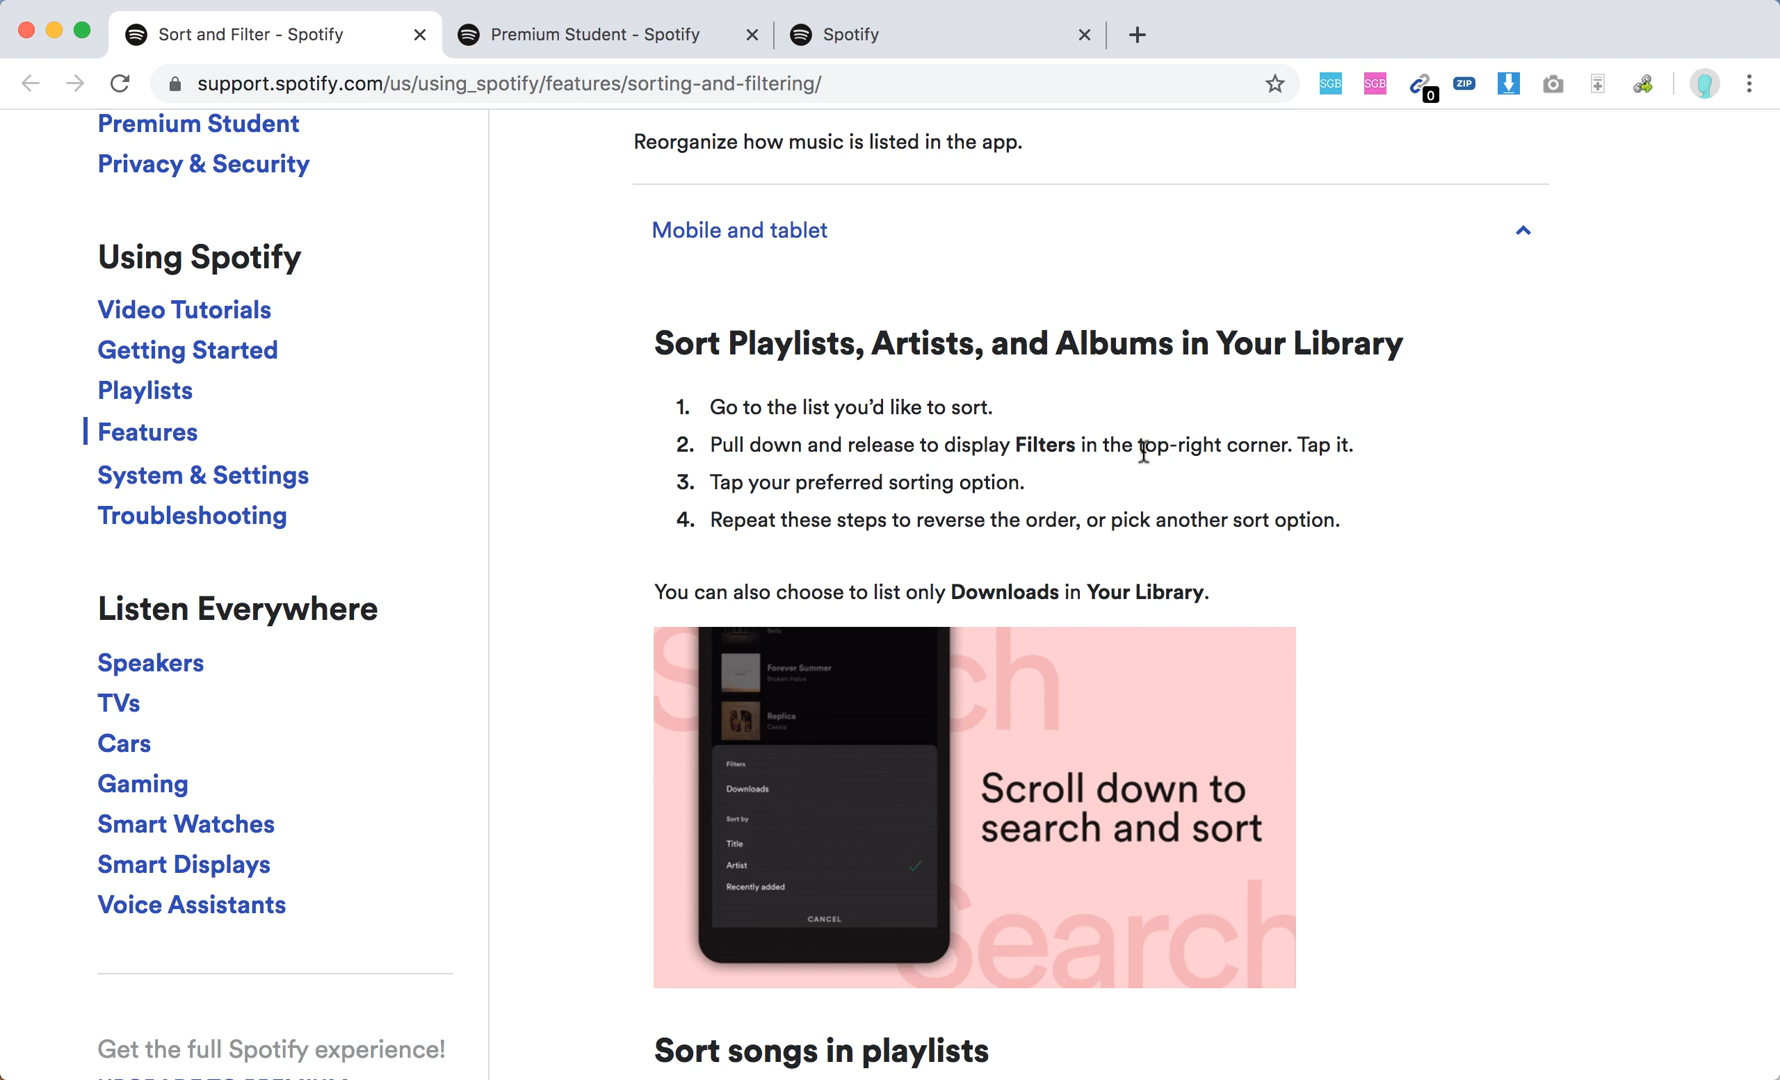 Sort and Filter - Spotify
Premium Student - Spotify
Spotify
support.spotify.com/us/using_spotify/features/sorting-and-filtering/
SGB
SGB
0
ZIP
Premium Student
Privacy & Security
Using Spotify
Video Tutorials
Getting Started
Playlists
Features
System & Settings
Troubleshooting
Listen Everywhere
Speakers
TVs
Cars
Gaming
Smart Watches
Smart Displays
Voice Assistants
Get the full Spotify experience!
Reorganize how music is listed in the app.
Mobile and tablet
Sort Playlists, Artists, and Albums in Your Library
1. Go to the list you’d like to sort.
2. Pull down and release to display Filters in the top-right corner. Tap it.
3. Tap your preferred sorting option.
4. Repeat these steps to reverse the order, or pick another sort option.
You can also choose to list only Downloads in Your Library.
Forever Summer
Broken Halos
Replica
Filters
Downloads
Sort by
Title
Artist
Recently added
CANCEL
Scroll down to
search and sort
Search
Sort songs in playlists